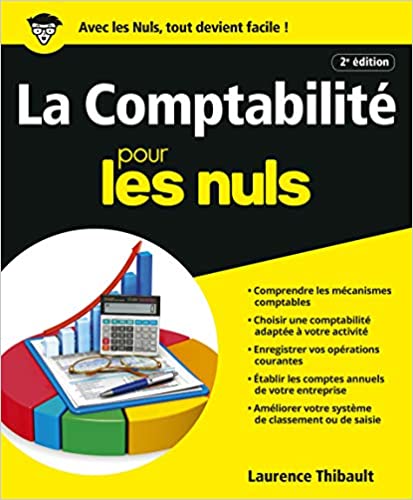 Avec les Nuls, tout devient facile !
2e édition
La Comptabilité
pour
les nuls
• Comprendre les mécanismes
comptables
• Choisir une comptabilité
adaptée à votre activité
• Enregistrer vos opérations
courantes
• Établir les comptes annuels
de votre entreprise
• Améliorer votre système
de classement ou de saisie
Laurence Thibault